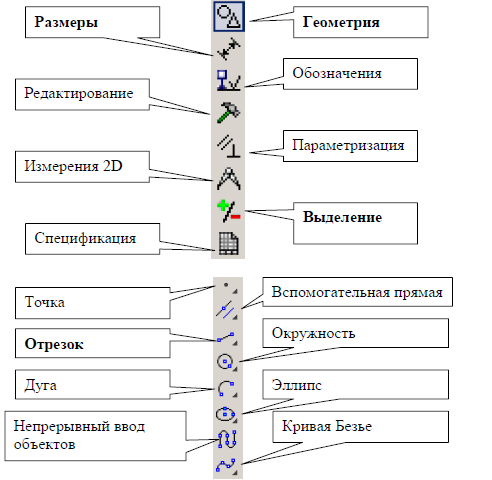 Размеры
Геометрия
Обозначения
Редактирование
Параметризация
Измерения 2D
Выделение
Спецификация
Точка
Вспомогательная прямая
Отрезок
Окружность
Дуга
Эллипс
Непрерывный ввод
объектов
Кривая Безье